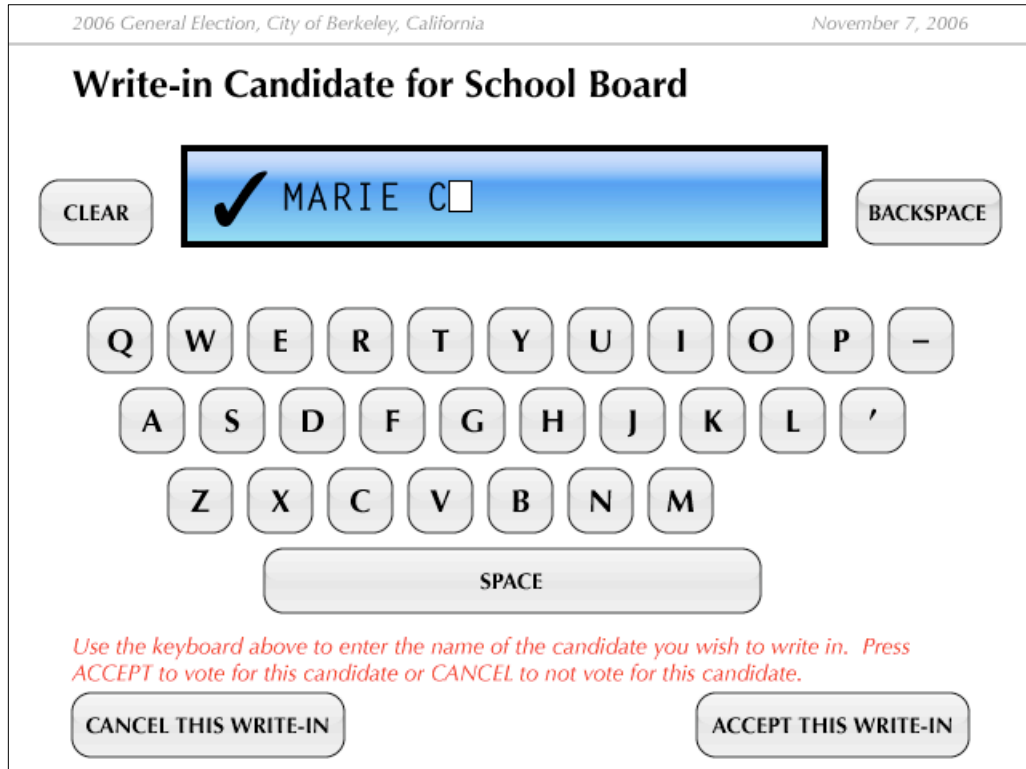 2006 General Election, City of Berkeley, California November 7, 2006
Write-in Candidate for School Board
CLEAR ✓ MARIE C BACKSPACE
Q W E R T Y U I O P –
A S D F G H J K L ′
Z X C V B N M
SPACE
Use the keyboard above to enter the name of the candidate you wish to write in. Press
ACCEPT to vote for this candidate or CANCEL to not vote for this candidate.
CANCEL THIS WRITE-IN ACCEPT THIS WRITE-IN